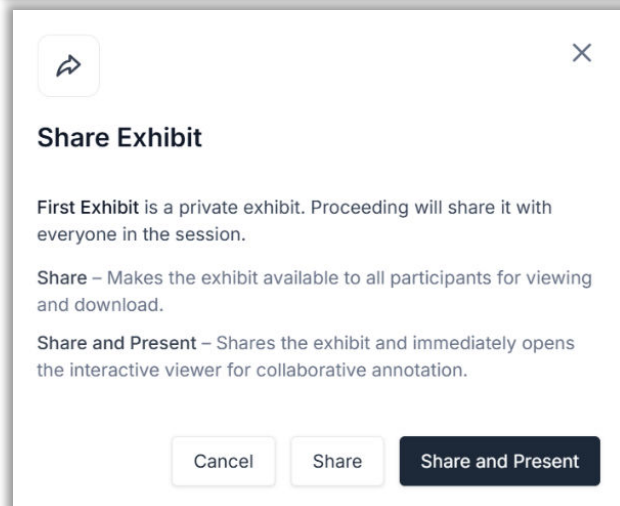 Share Exhibit
First Exhibit is a private exhibit. Proceeding will share it with
everyone in the session.
Share – Makes the exhibit available to all participants for viewing
and download.
Share and Present – Shares the exhibit and immediately opens
the interactive viewer for collaborative annotation.
Cancel Share Share and Present